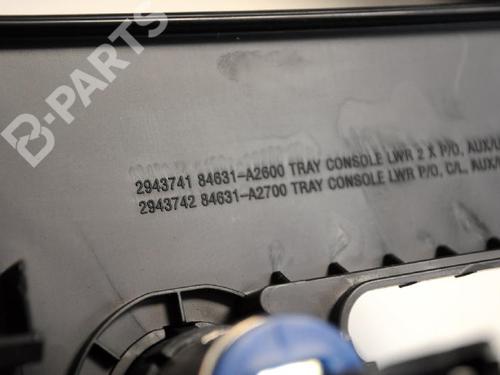 B-PARTS
2943741 84631-A2600 TRAY CONSOLE LWR 2 X P/O, AUX/U
2943742 84631-A2700 TRAY CONSOLE LWR P/O, C/L, AUX/